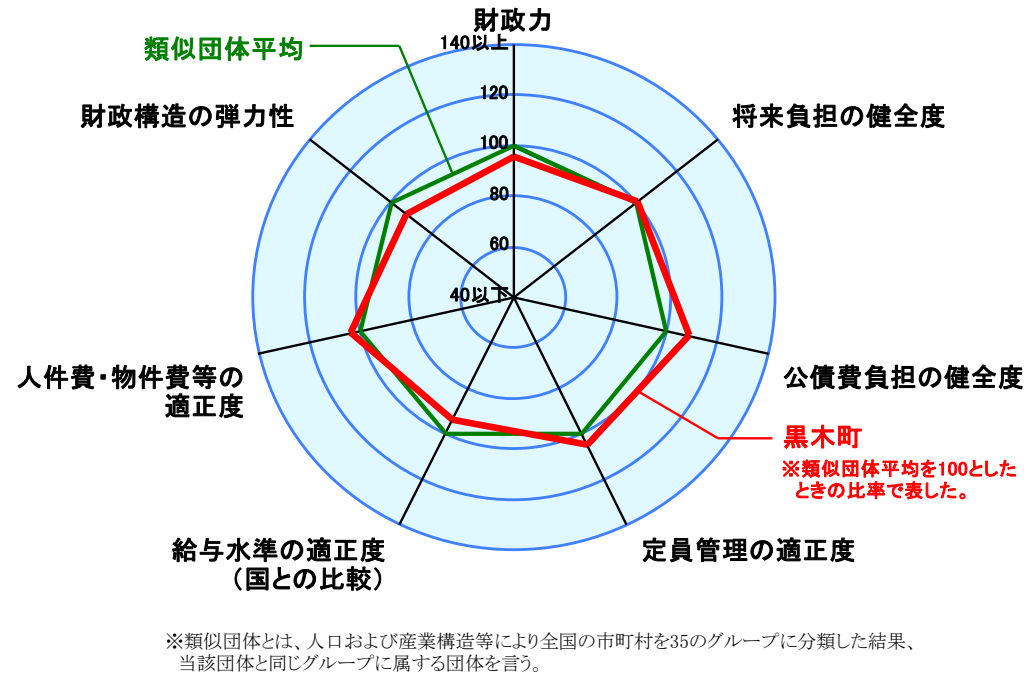 財政力
140以上
類似団体平均
120
財政構造の弾力性
将来負担の健全度
100
80
60
40以下
人件費・物件費等の
適正度
公債費負担の健全度
黒木町
※類似団体平均を100とした
ときの比率で表した。
給与水準の適正度
（国との比較）
定員管理の適正度
※類似団体とは、人口および産業構造等により全国の市町村を35のグループに分類した結果、
当該団体と同じグループに属する団体を言う。